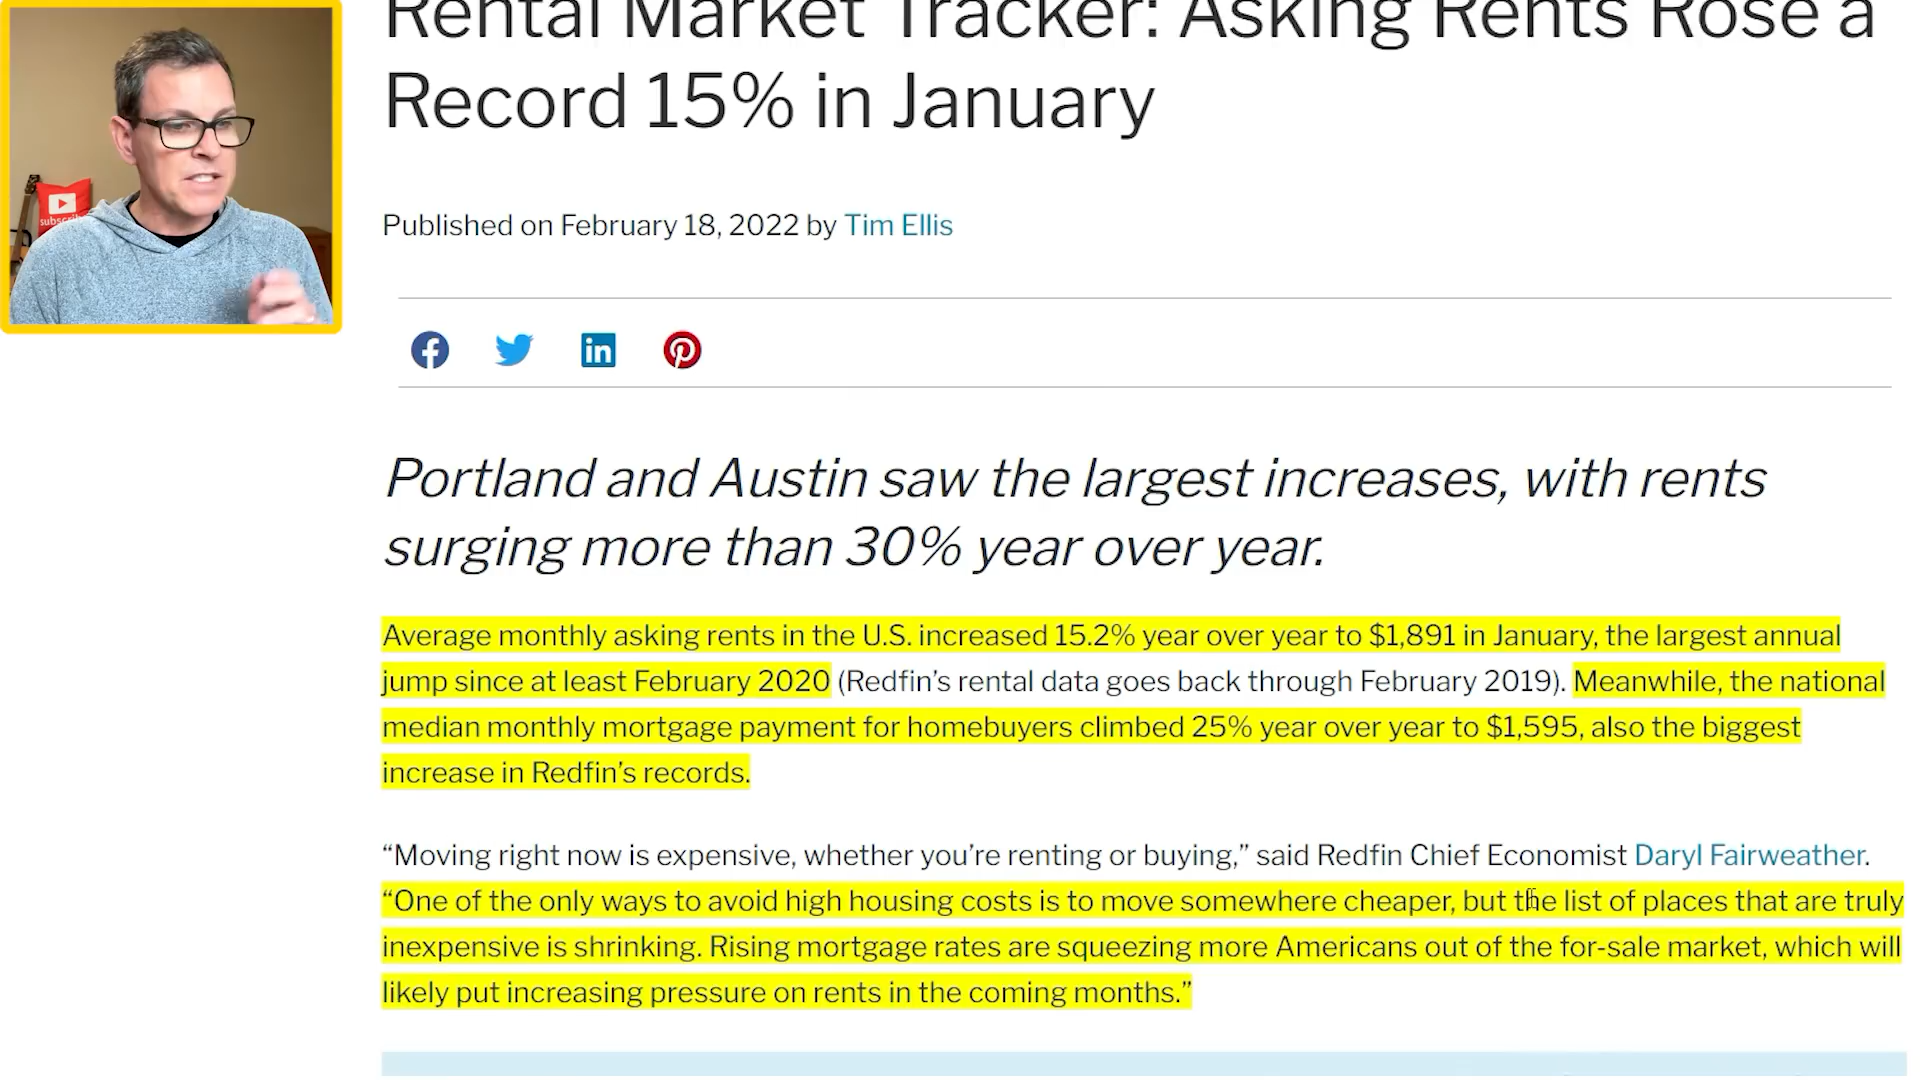 Rental Market Tracker: Asking Rents Rose a
Record 15% in January
Published on February 18, 2022 by Tim Ellis
subscrib
Portland and Austin saw the largest increases, with rents
surging more than 30% year over year.
Average monthly asking rents in the U.S. increased 15.2% year over year to $1,891 in January, the largest annual
jump since at least February 2020 (Redfin’s rental data goes back through February 2019). Meanwhile, the national
median monthly mortgage payment for homebuyers climbed 25% year over year to $1,595, also the biggest
increase in Redfin’s records.
“Moving right now is expensive, whether you’re renting or buying,” said Redfin Chief Economist Daryl Fairweather.
“One of the only ways to avoid high housing costs is to move somewhere cheaper, but the list of places that are truly
inexpensive is shrinking. Rising mortgage rates are squeezing more Americans out of the for-sale market, which will
likely put increasing pressure on rents in the coming months.”